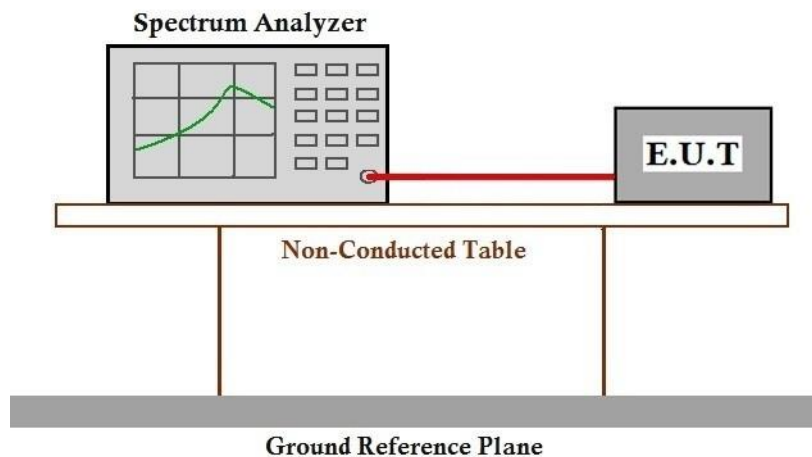 Spectrum Analyzer
E.U.T
Non-Conducted Table
Ground Reference Plane